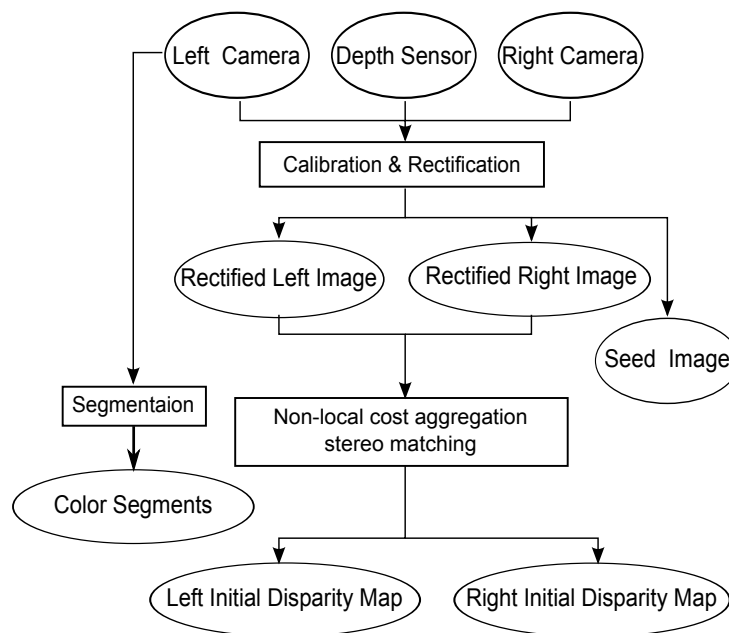 Left Camera
Depth Sensor
Right Camera
Calibration & Rectification
Rectified Left Image
Rectified Right Image
Seed Image
Segmentaion
Non-local cost aggregation
stereo matching
Color Segments
Left Initial Disparity Map
Right Initial Disparity Map